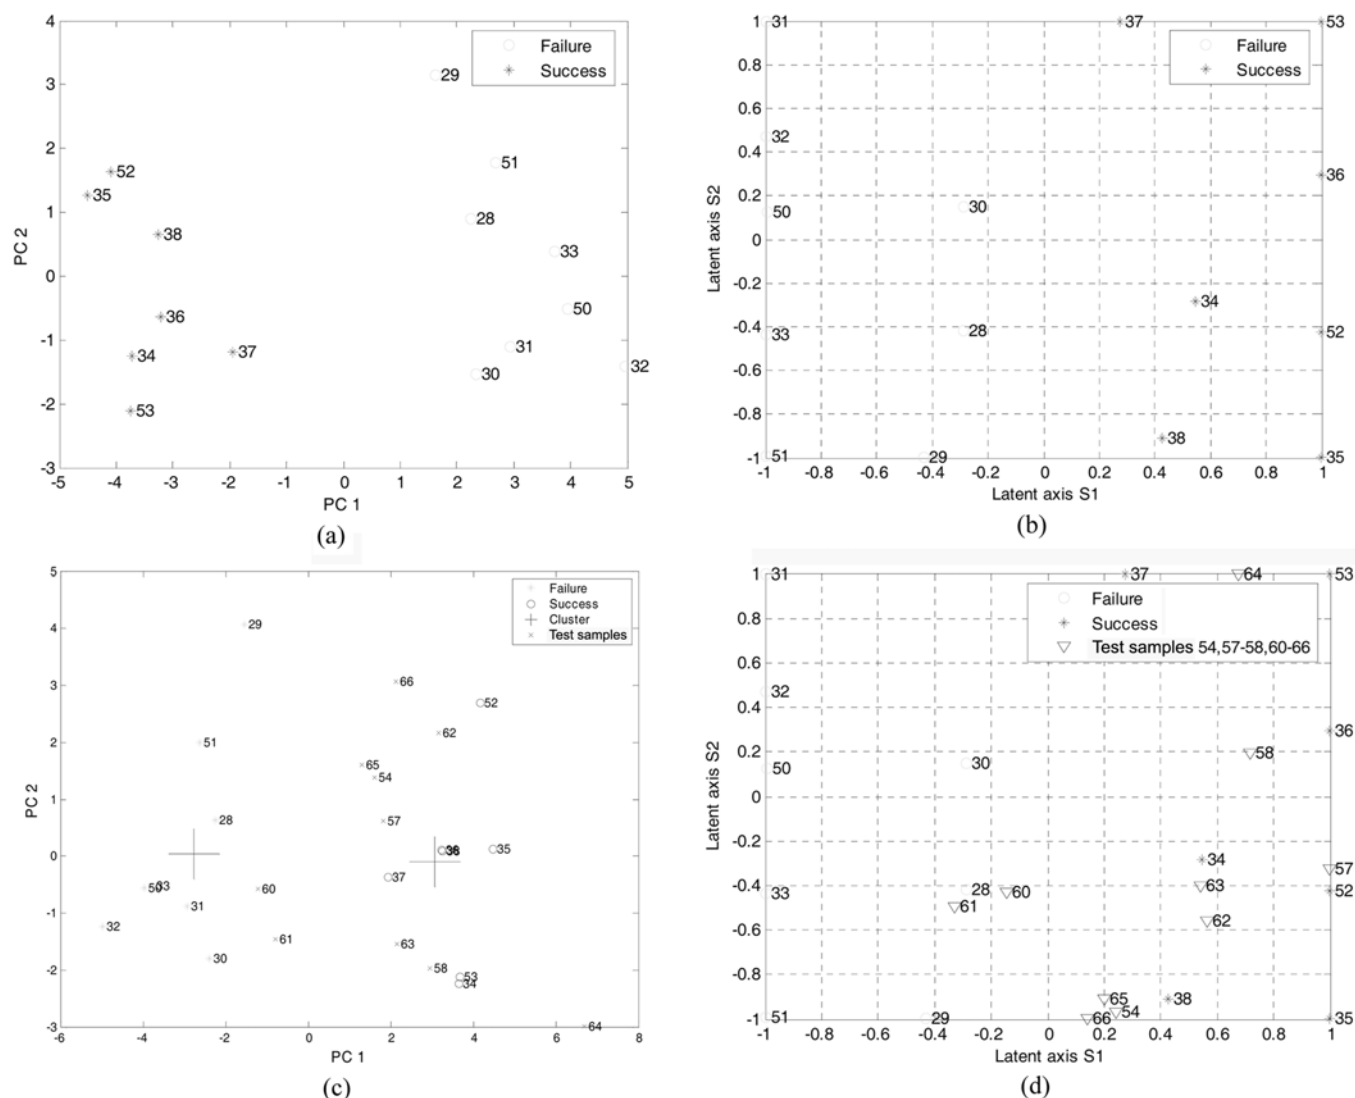 4
Failure
Success
29
3
2
51
52
35
1
28
38
33
PC 2
0
50
36
-1
31
34
37
32
30
-2
53
-3
-5 -4 -3 -2 -1 0 1 2 3 4 5
PC 1
(a)
1 31 37 53
Failure
0.8
Success
0.6
32
0.4
36
0.2
50 30
Latent axis S2
0
-0.2
34
-0.4
33 28 52
-0.6
-0.8
38
-1 51 29 35
-1 -0.8 -0.6 -0.4 -0.2 0 0.2 0.4 0.6 0.8 1
Latent axis S1
(b)
5
Failure
Success
Cluster
Test samples
29
4
66
3
52
62
51
2
65
54
1
28
57
PC 2
0
35
37
33
60
31
-1
32
61
63
30
58
-2
53
34
-3
64
-6 -4 -2 0 2 4 6 8
PC 1
(c)
1 31 37 64 53
Failure
0.8
Success
Test samples 54,57-58,60-66
0.6
32
0.4
36
0.2
58
50 30
Latent axis S2
0
-0.2
34
57
-0.4
33 28 60 63 52
61
62
-0.6
-0.8
65 38
54
-1 51 29 66 35
-1 -0.8 -0.6 -0.4 -0.2 0 0.2 0.4 0.6 0.8 1
Latent axis S1
(d)